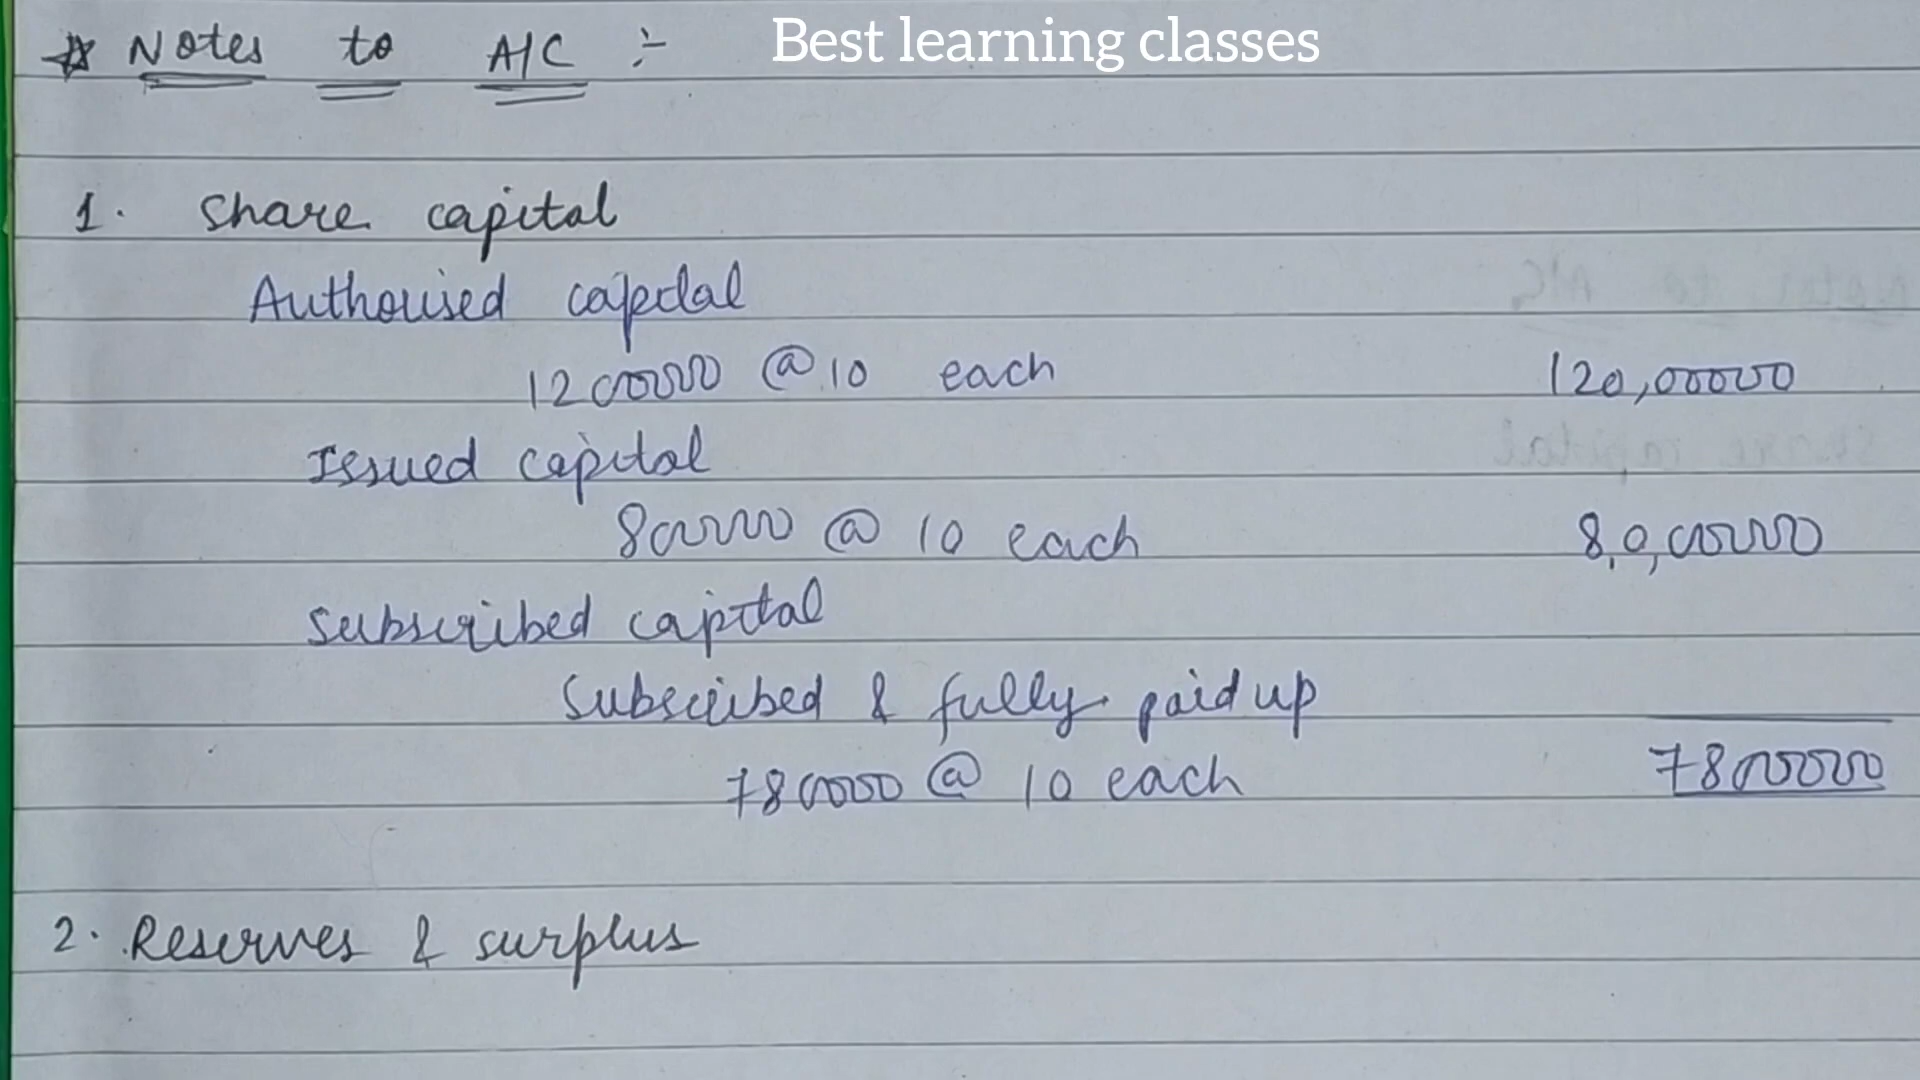 Best learning classes
☆ Notes to A/C :-
1. Share capital
Authorised capital
1200000 @ 10 each 120,00000
Issued capital
800000 @ 10 each 8,0,00000
Subscribed capital
Subscribed & fully paid up
780000 @ 10 each 7800000
2. Reserves & surplus